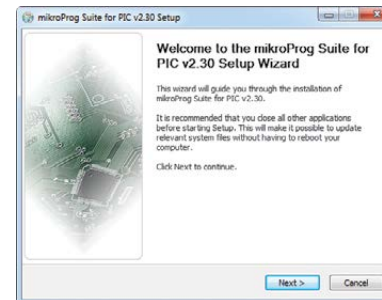 mikroProg Suite for PIC v2.30 Setup
Welcome to the mikroProg Suite for
PIC v2.30 Setup Wizard
This wizard will guide you through the installation of
mikroProg Suite for PIC v2.30.
It is recommended that you close all other applications
before starting Setup. This will make it possible to update
relevant system files without having to reboot your
computer.
Click Next to continue.
Next >
Cancel